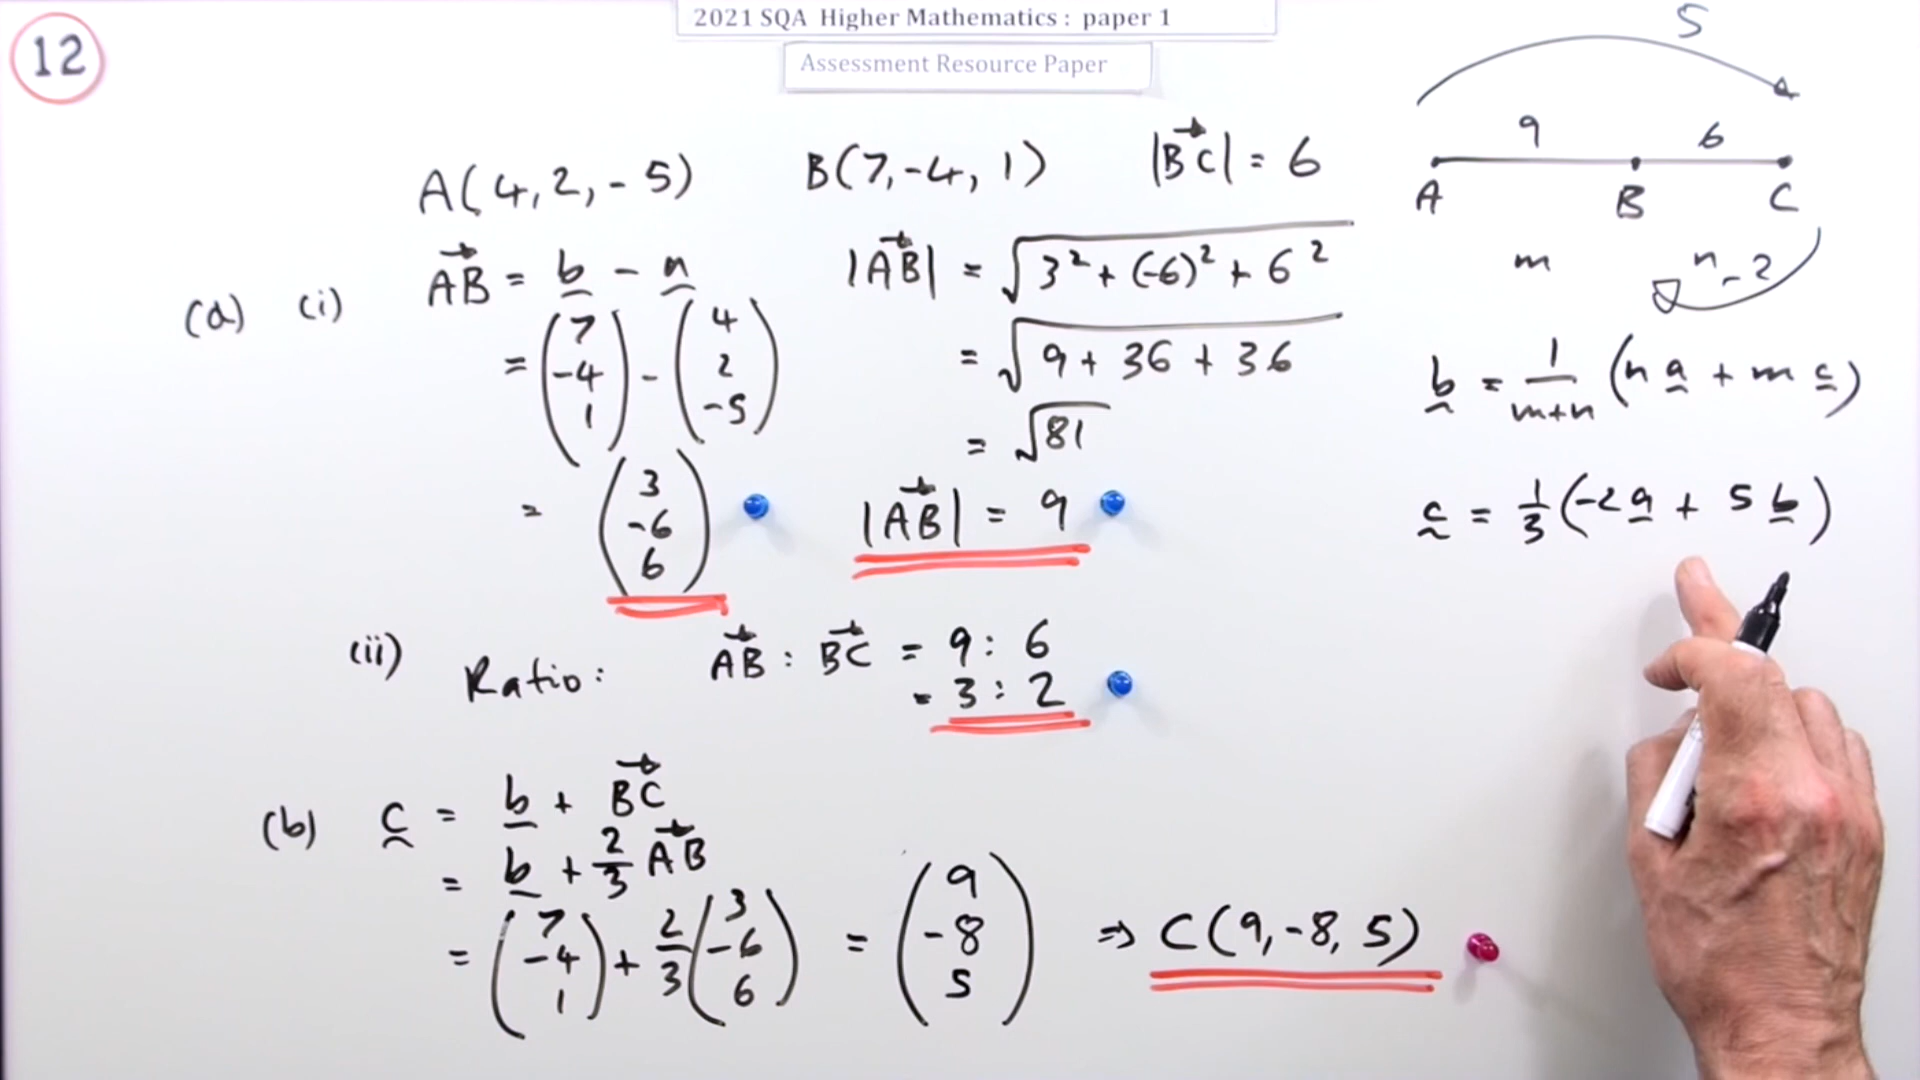 2021 SQA Higher Mathematics : paper 1
Assessment Resource Paper
12
A(4, 2, -5) B(7, -4, 1) |BC| = 6
(a) (i) AB = b - a
= (7 -4 1) - (4 2 -5)
= (3 -6 6)
|AB| = √(3² + (-6)² + 6²)
= √(9 + 36 + 36)
= √81
|AB| = 9
(ii) Ratio: AB : BC = 9 : 6
= 3 : 2
(b) c = b + BC
= b + 2/3 AB
= (7 -4 1) + 2/3 (3 -6 6) = (9 -8 5) ⇒ C(9, -8, 5)
5
9 6
A B C
m n -2
b = 1/(m+n) (n a + m c)
c = 1/3 (-2a + 5b)